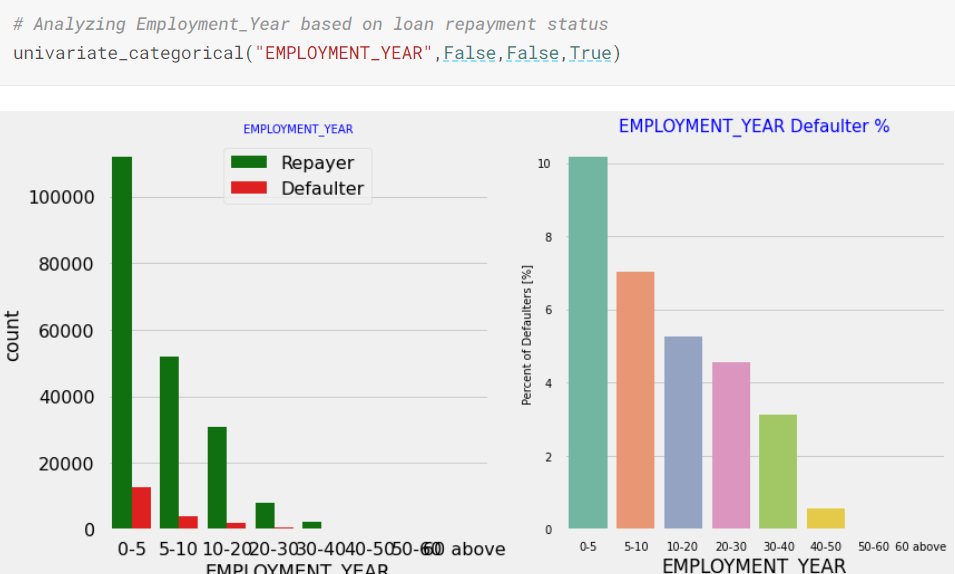 # Analyzing Employment_Year based on loan repayment status
univariate_categorical("EMPLOYMENT_YEAR",False,False,True)
EMPLOYMENT_YEAR
Repayer
Defaulter
100000
80000
60000
40000
20000
0
count
0-5 5-10 10-20 20-30 30-40 40-50 50-60 60 above
EMPLOYMENT_YEAR
EMPLOYMENT_YEAR Defaulter %
10
8
6
4
2
0
Percent of Defaulters [%]
0-5 5-10 10-20 20-30 30-40 40-50 50-60 60 above
EMPLOYMENT_YEAR